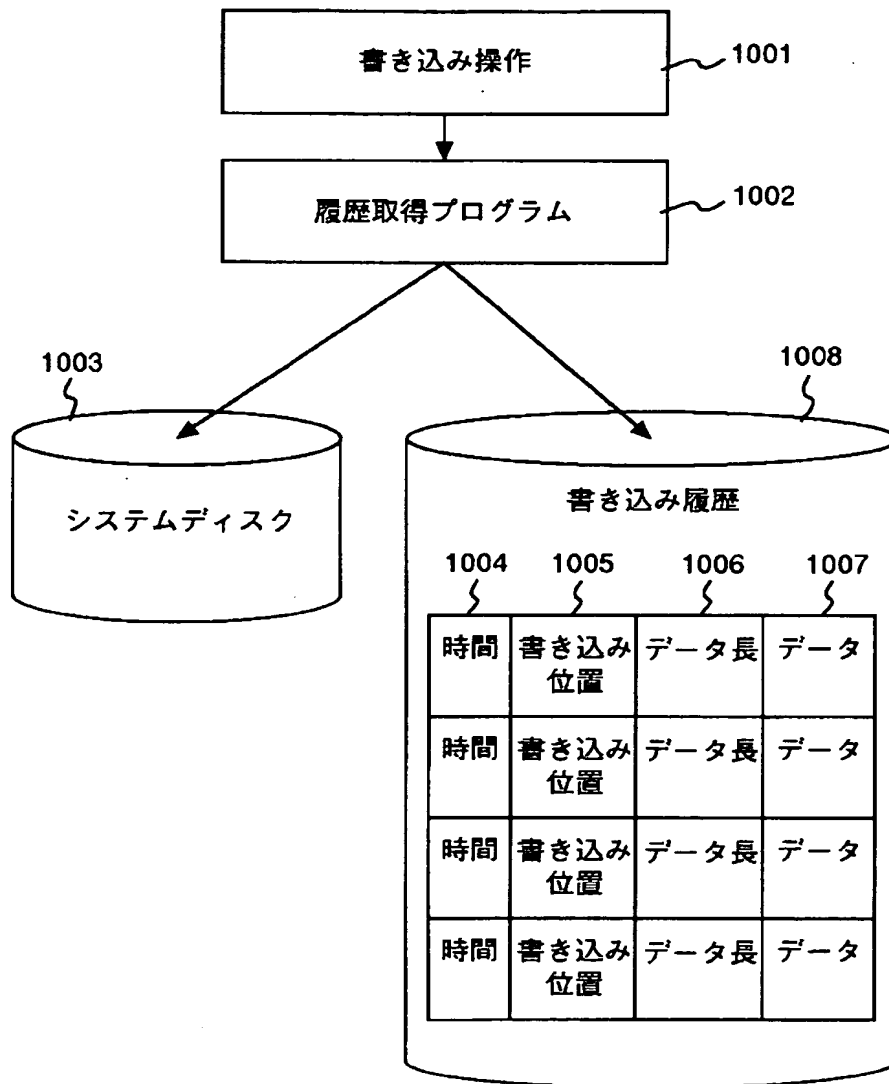 書き込み操作
1001
履歴取得プログラム
1002
1003
1008
システムディスク
書き込み履歴
1004 1005 1006 1007
時間 書き込み位置 データ長 データ
時間 書き込み位置 データ長 データ
時間 書き込み位置 データ長 データ
時間 書き込み位置 データ長 データ